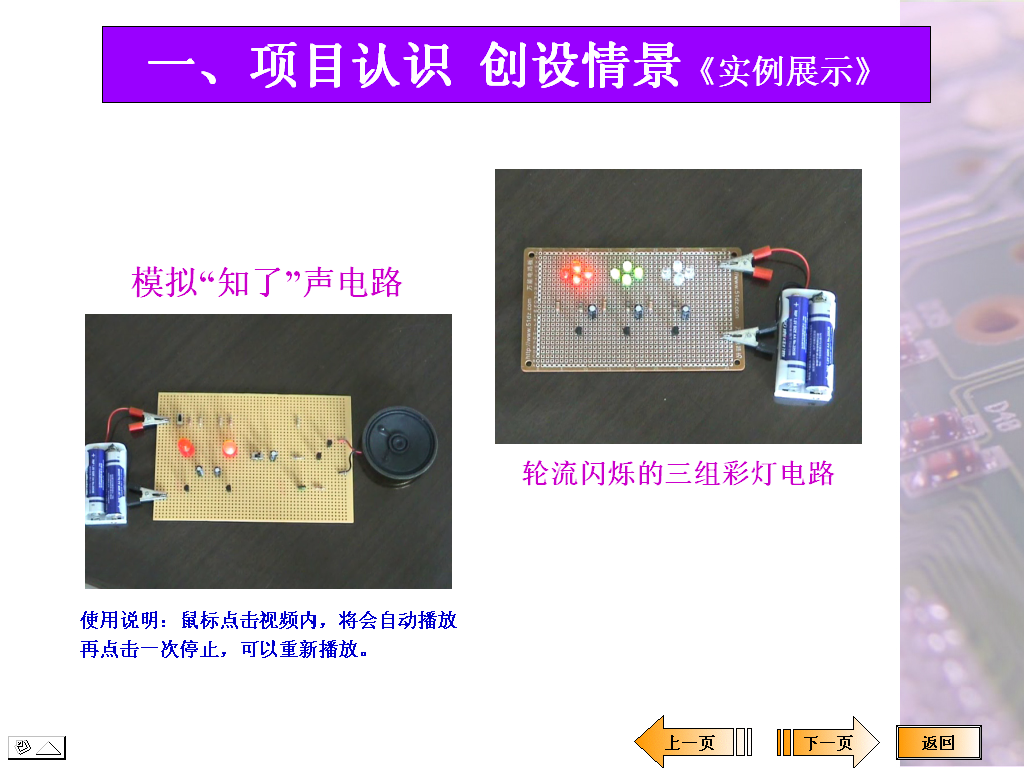 一、项目认识 创设情景《实例展示》
模拟“知了”声电路
轮流闪烁的三组彩灯电路
使用说明：鼠标点击视频内，将会自动播放
再点击一次停止，可以重新播放。
上一页
下一页
返回